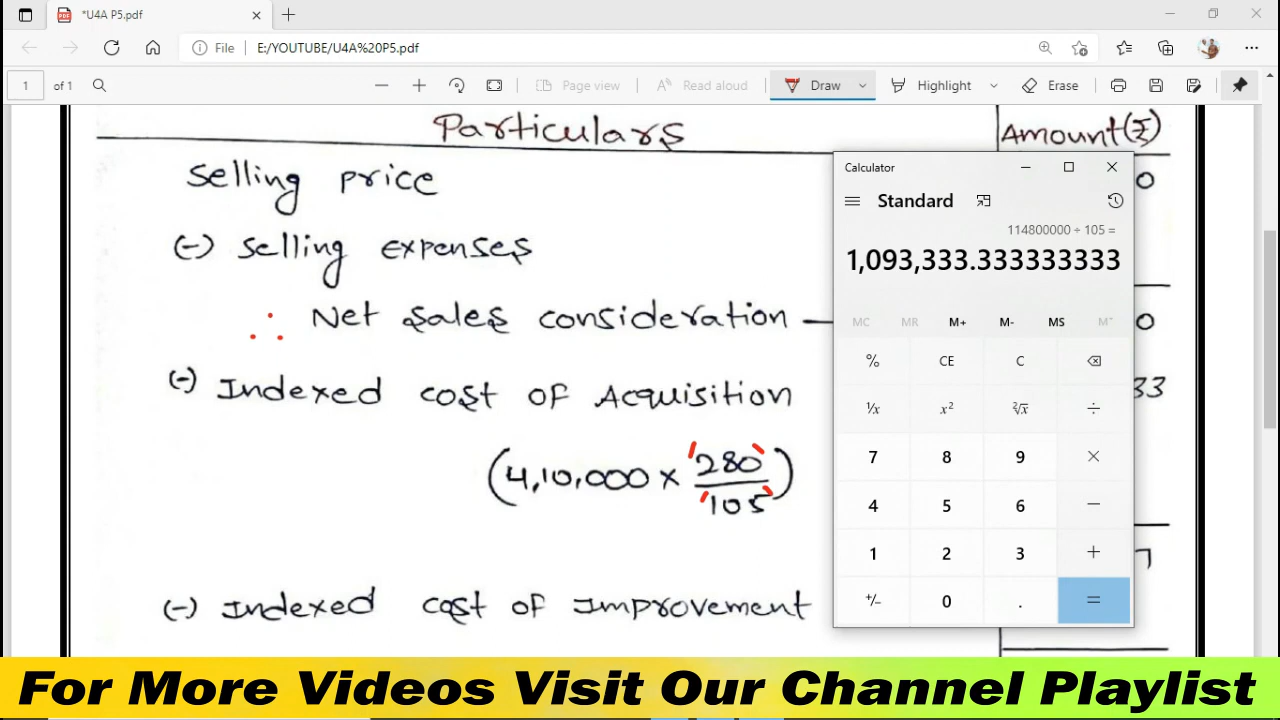 *U4A P5.pdf
File E:/YOUTUBE/U4A%20P5.pdf
1 of 1 Page view Read aloud Draw Highlight Erase
Particulars Amount(₹)
Selling price 0
(-) Selling expenses
∴ Net sales consideration — 0
(-) Indexed cost of Acquisition 33
(4,10,000 × 280/105)
(-) Indexed cost of Improvement
Calculator
Standard
114800000 ÷ 105 =
1,093,333.333333333
MC MR M+ M- MS M˅
% CE C
¹/x x² ²√x ÷
7 8 9 ×
4 5 6 −
1 2 3 +
+/- 0 . =
For More Videos Visit Our Channel Playlist